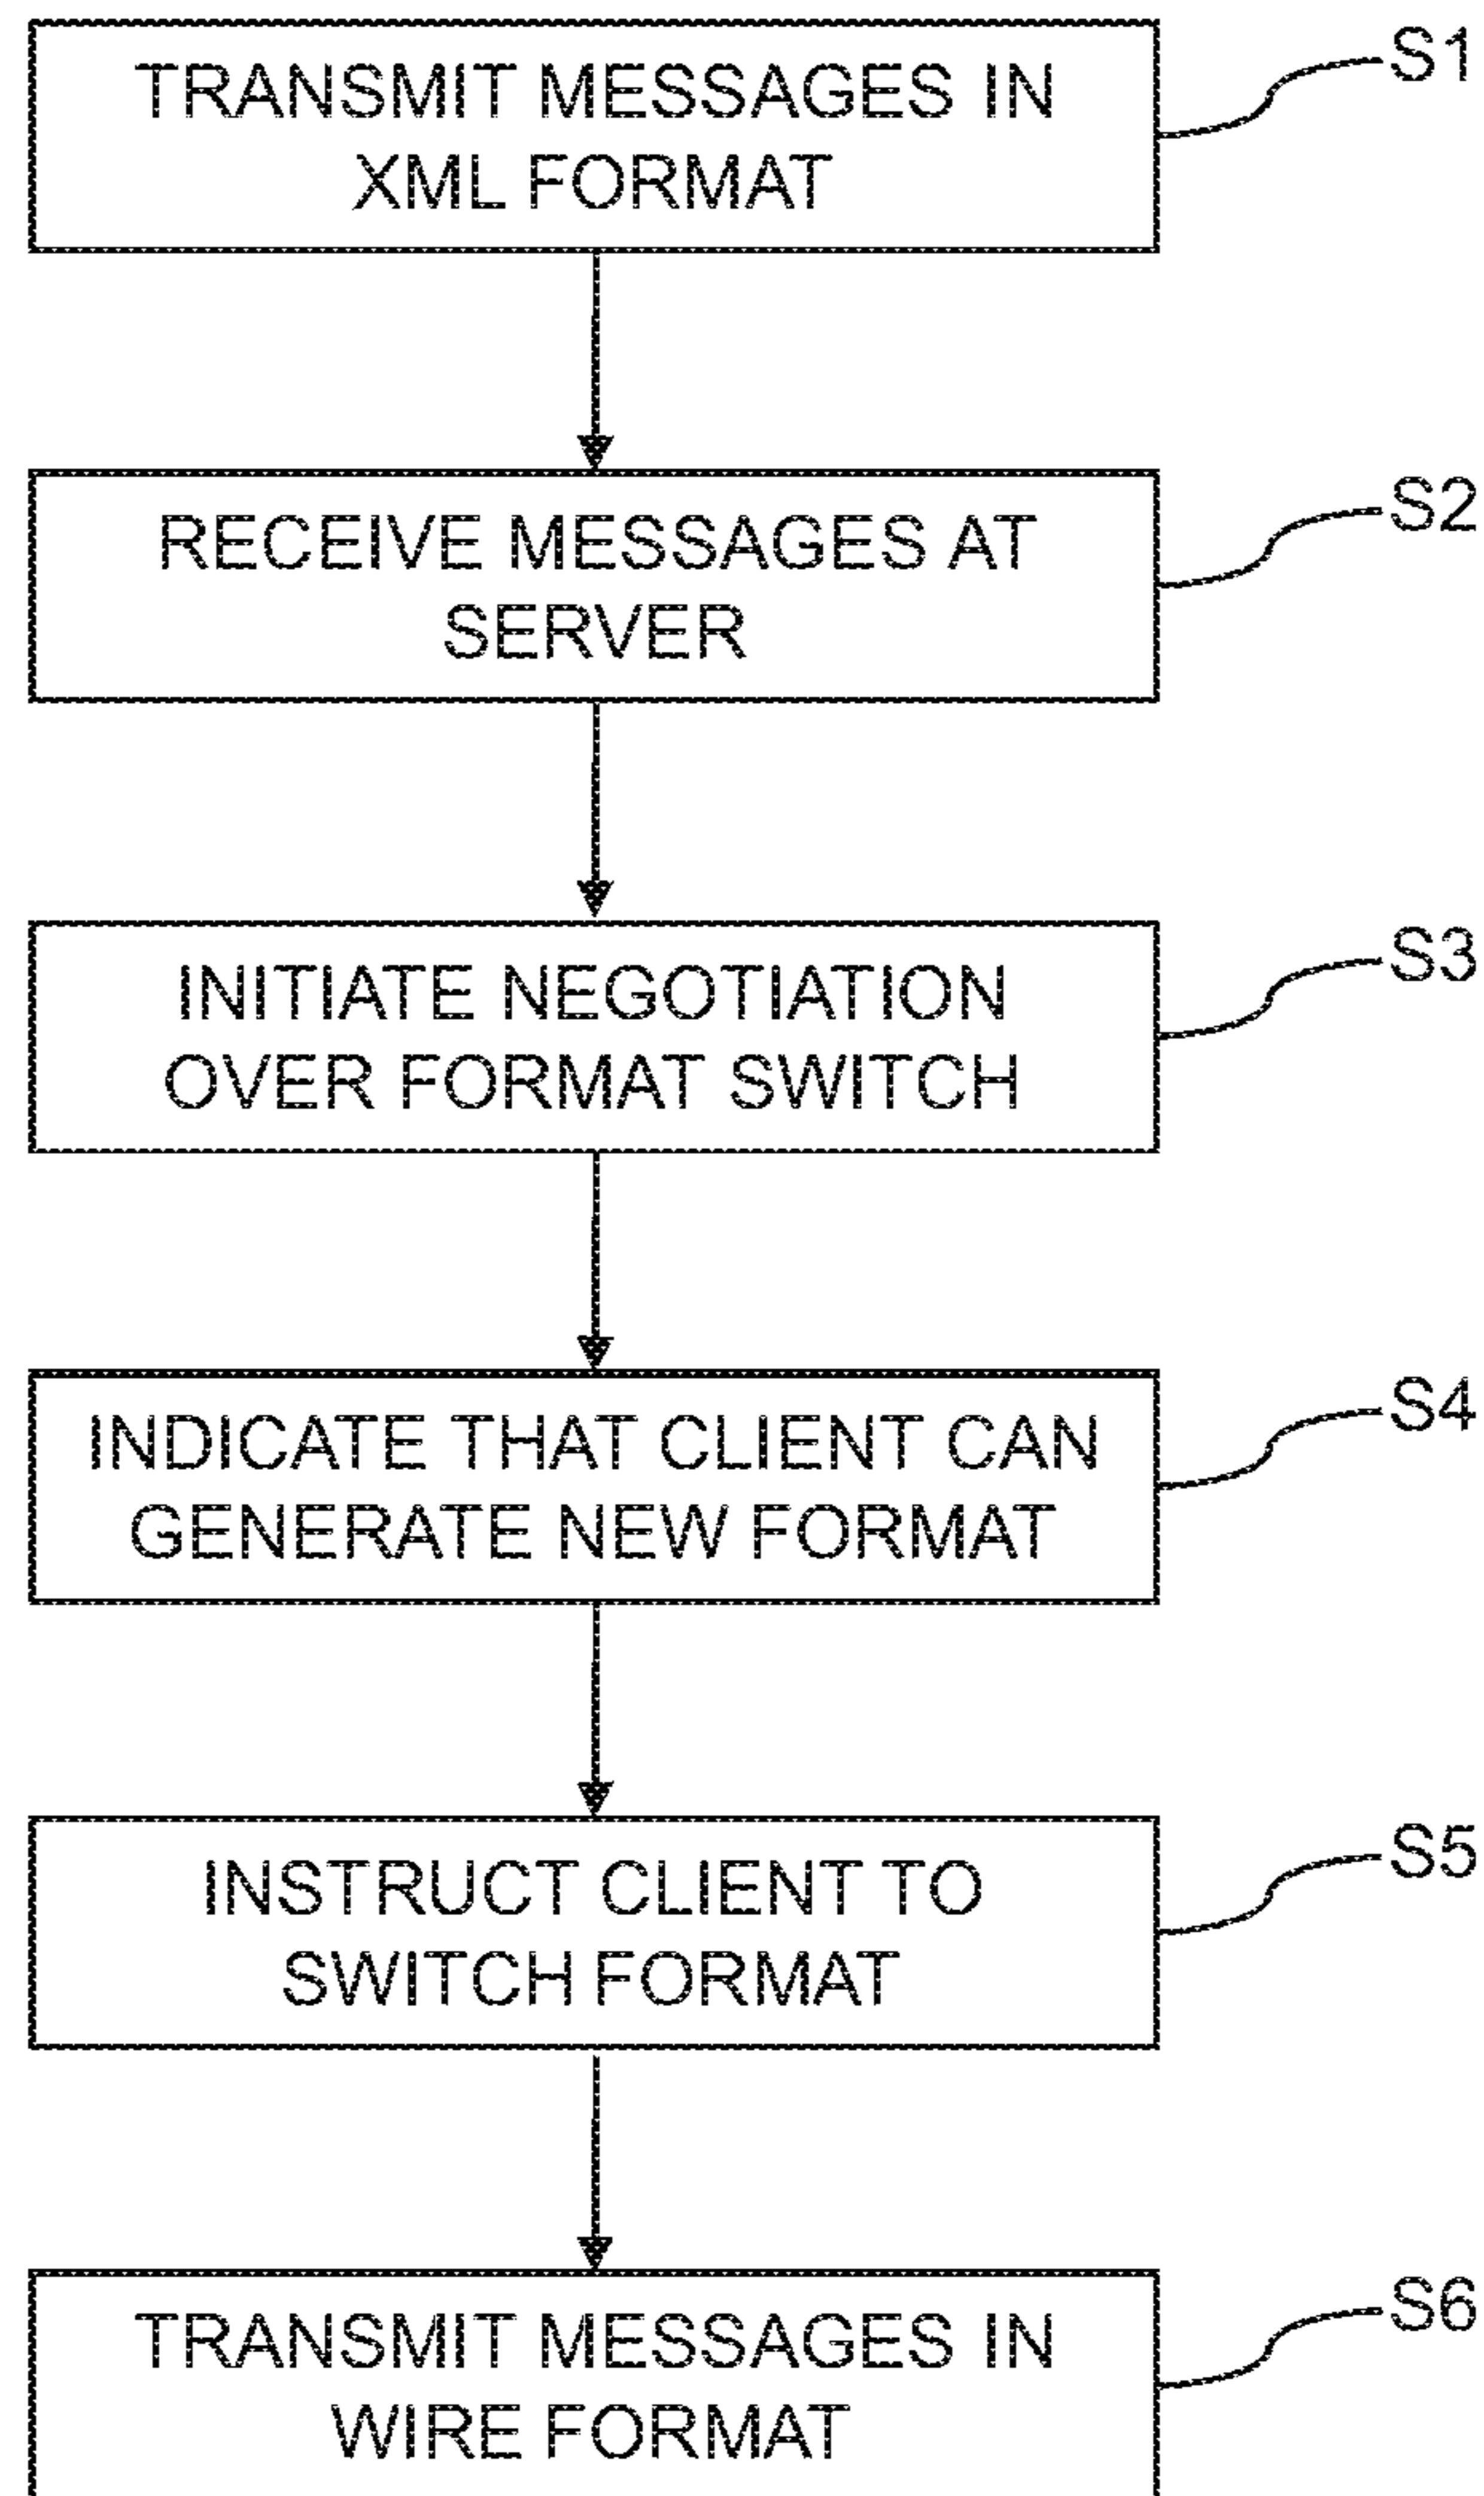 TRANSMIT MESSAGES IN
XML FORMAT
S1
RECEIVE MESSAGES AT
SERVER
S2
INITIATE NEGOTIATION
OVER FORMAT SWITCH
S3
INDICATE THAT CLIENT CAN
GENERATE NEW FORMAT
S4
INSTRUCT CLIENT TO
SWITCH FORMAT
S5
TRANSMIT MESSAGES IN
WIRE FORMAT
S6